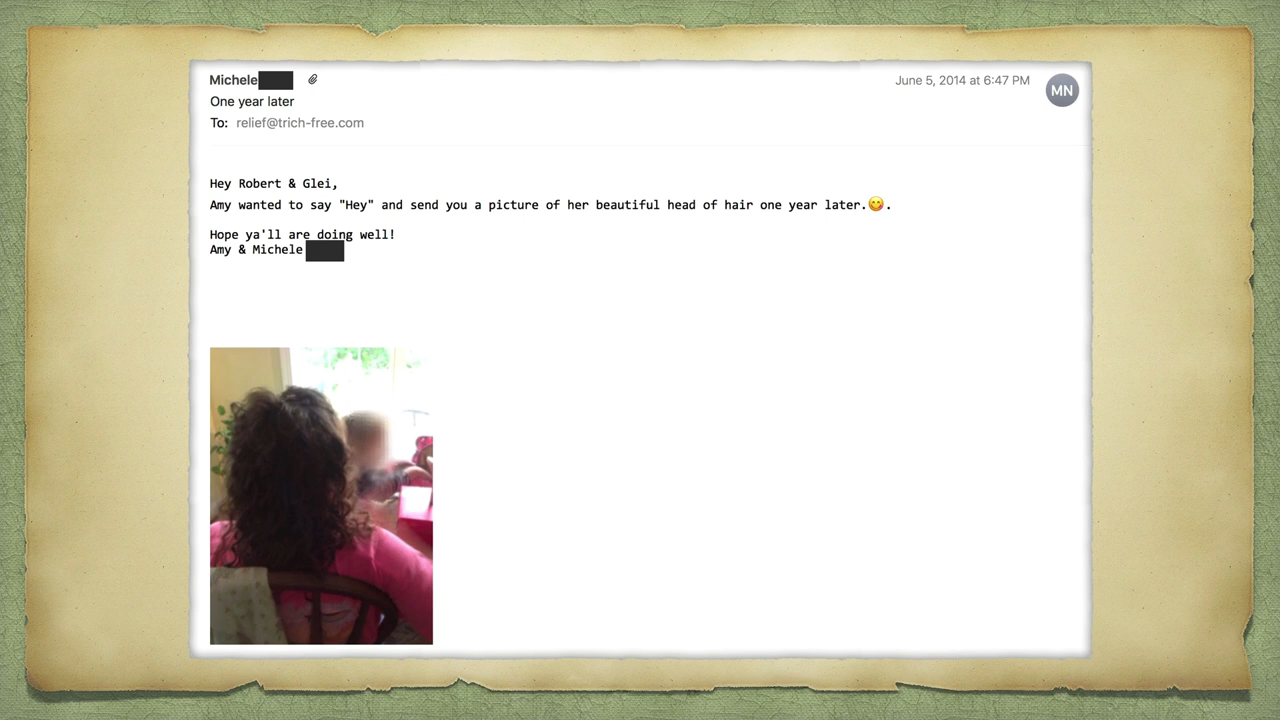 Michele
June 5, 2014 at 6:47 PM
MN
One year later
To: relief@trich-free.com
Hey Robert & Glei,
Amy wanted to say "Hey" and send you a picture of her beautiful head of hair one year later.😋.
Hope ya'll are doing well!
Amy & Michele